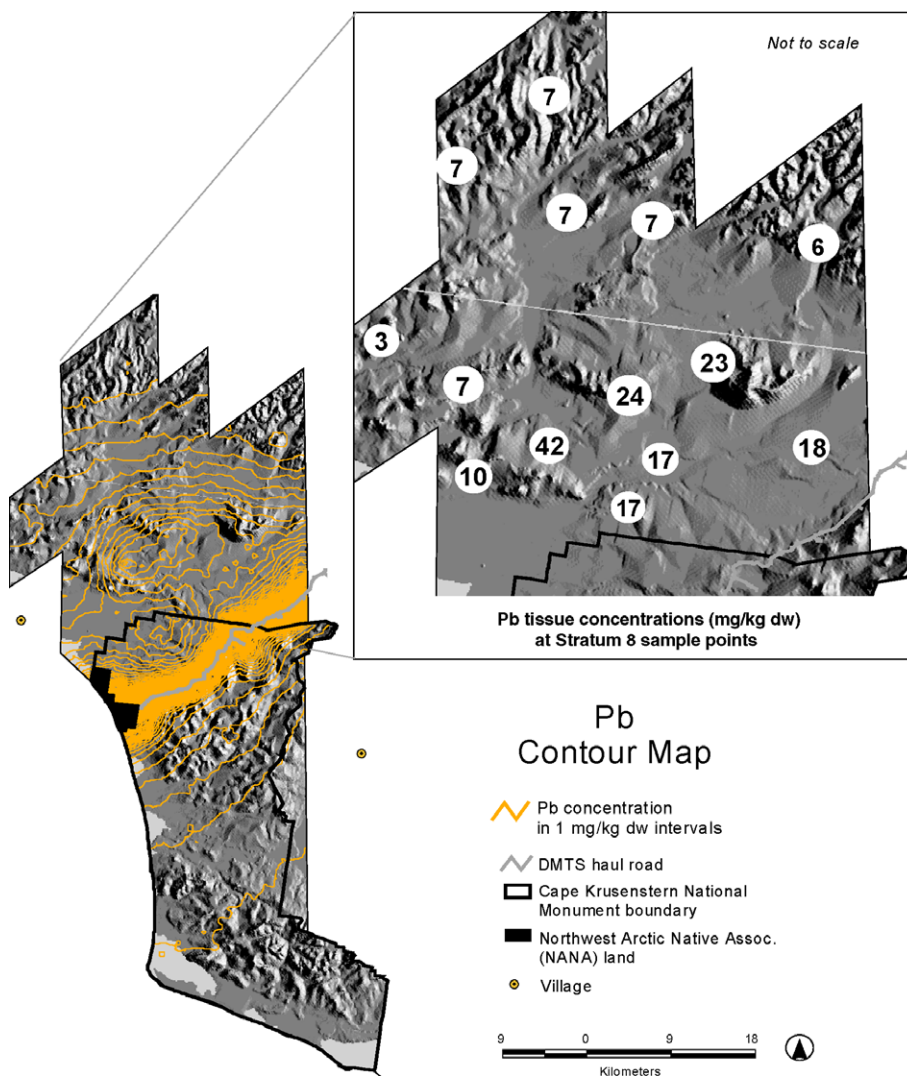 Not to scale
7
7
7
7
6
3
23
7
24
42
18
17
10
17
Pb tissue concentrations (mg/kg dw)
at Stratum 8 sample points
Pb
Contour Map
Pb concentration
in 1 mg/kg dw intervals
DMTS haul road
Cape Krusenstern National
Monument boundary
Northwest Arctic Native Assoc.
(NANA) land
Village
9 0 9 18
Kilometers